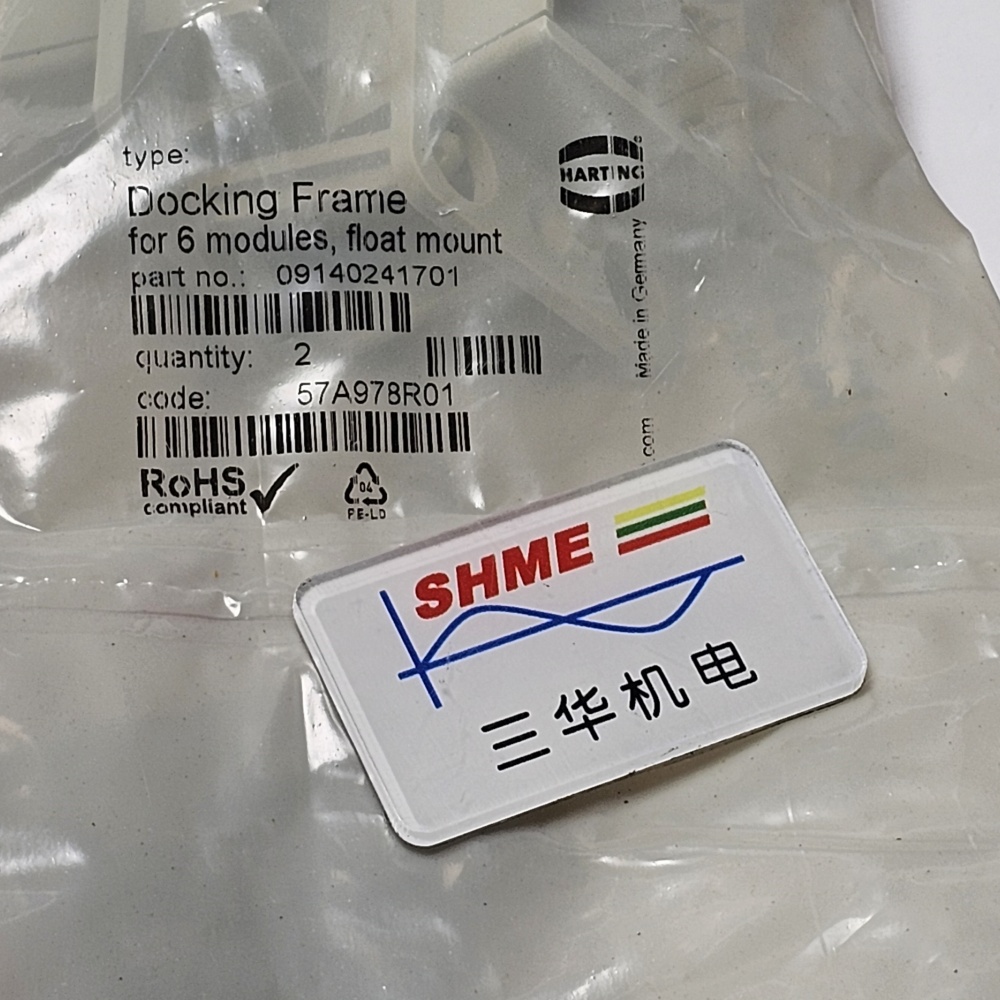 type:
Docking Frame
for 6 modules, float mount
part no.: 09140241701
quantity: 2
code: 57A978R01
RoHS
compliant
04
PE-LD
HARTING
Made in Germany
.com
SHME
三华机电